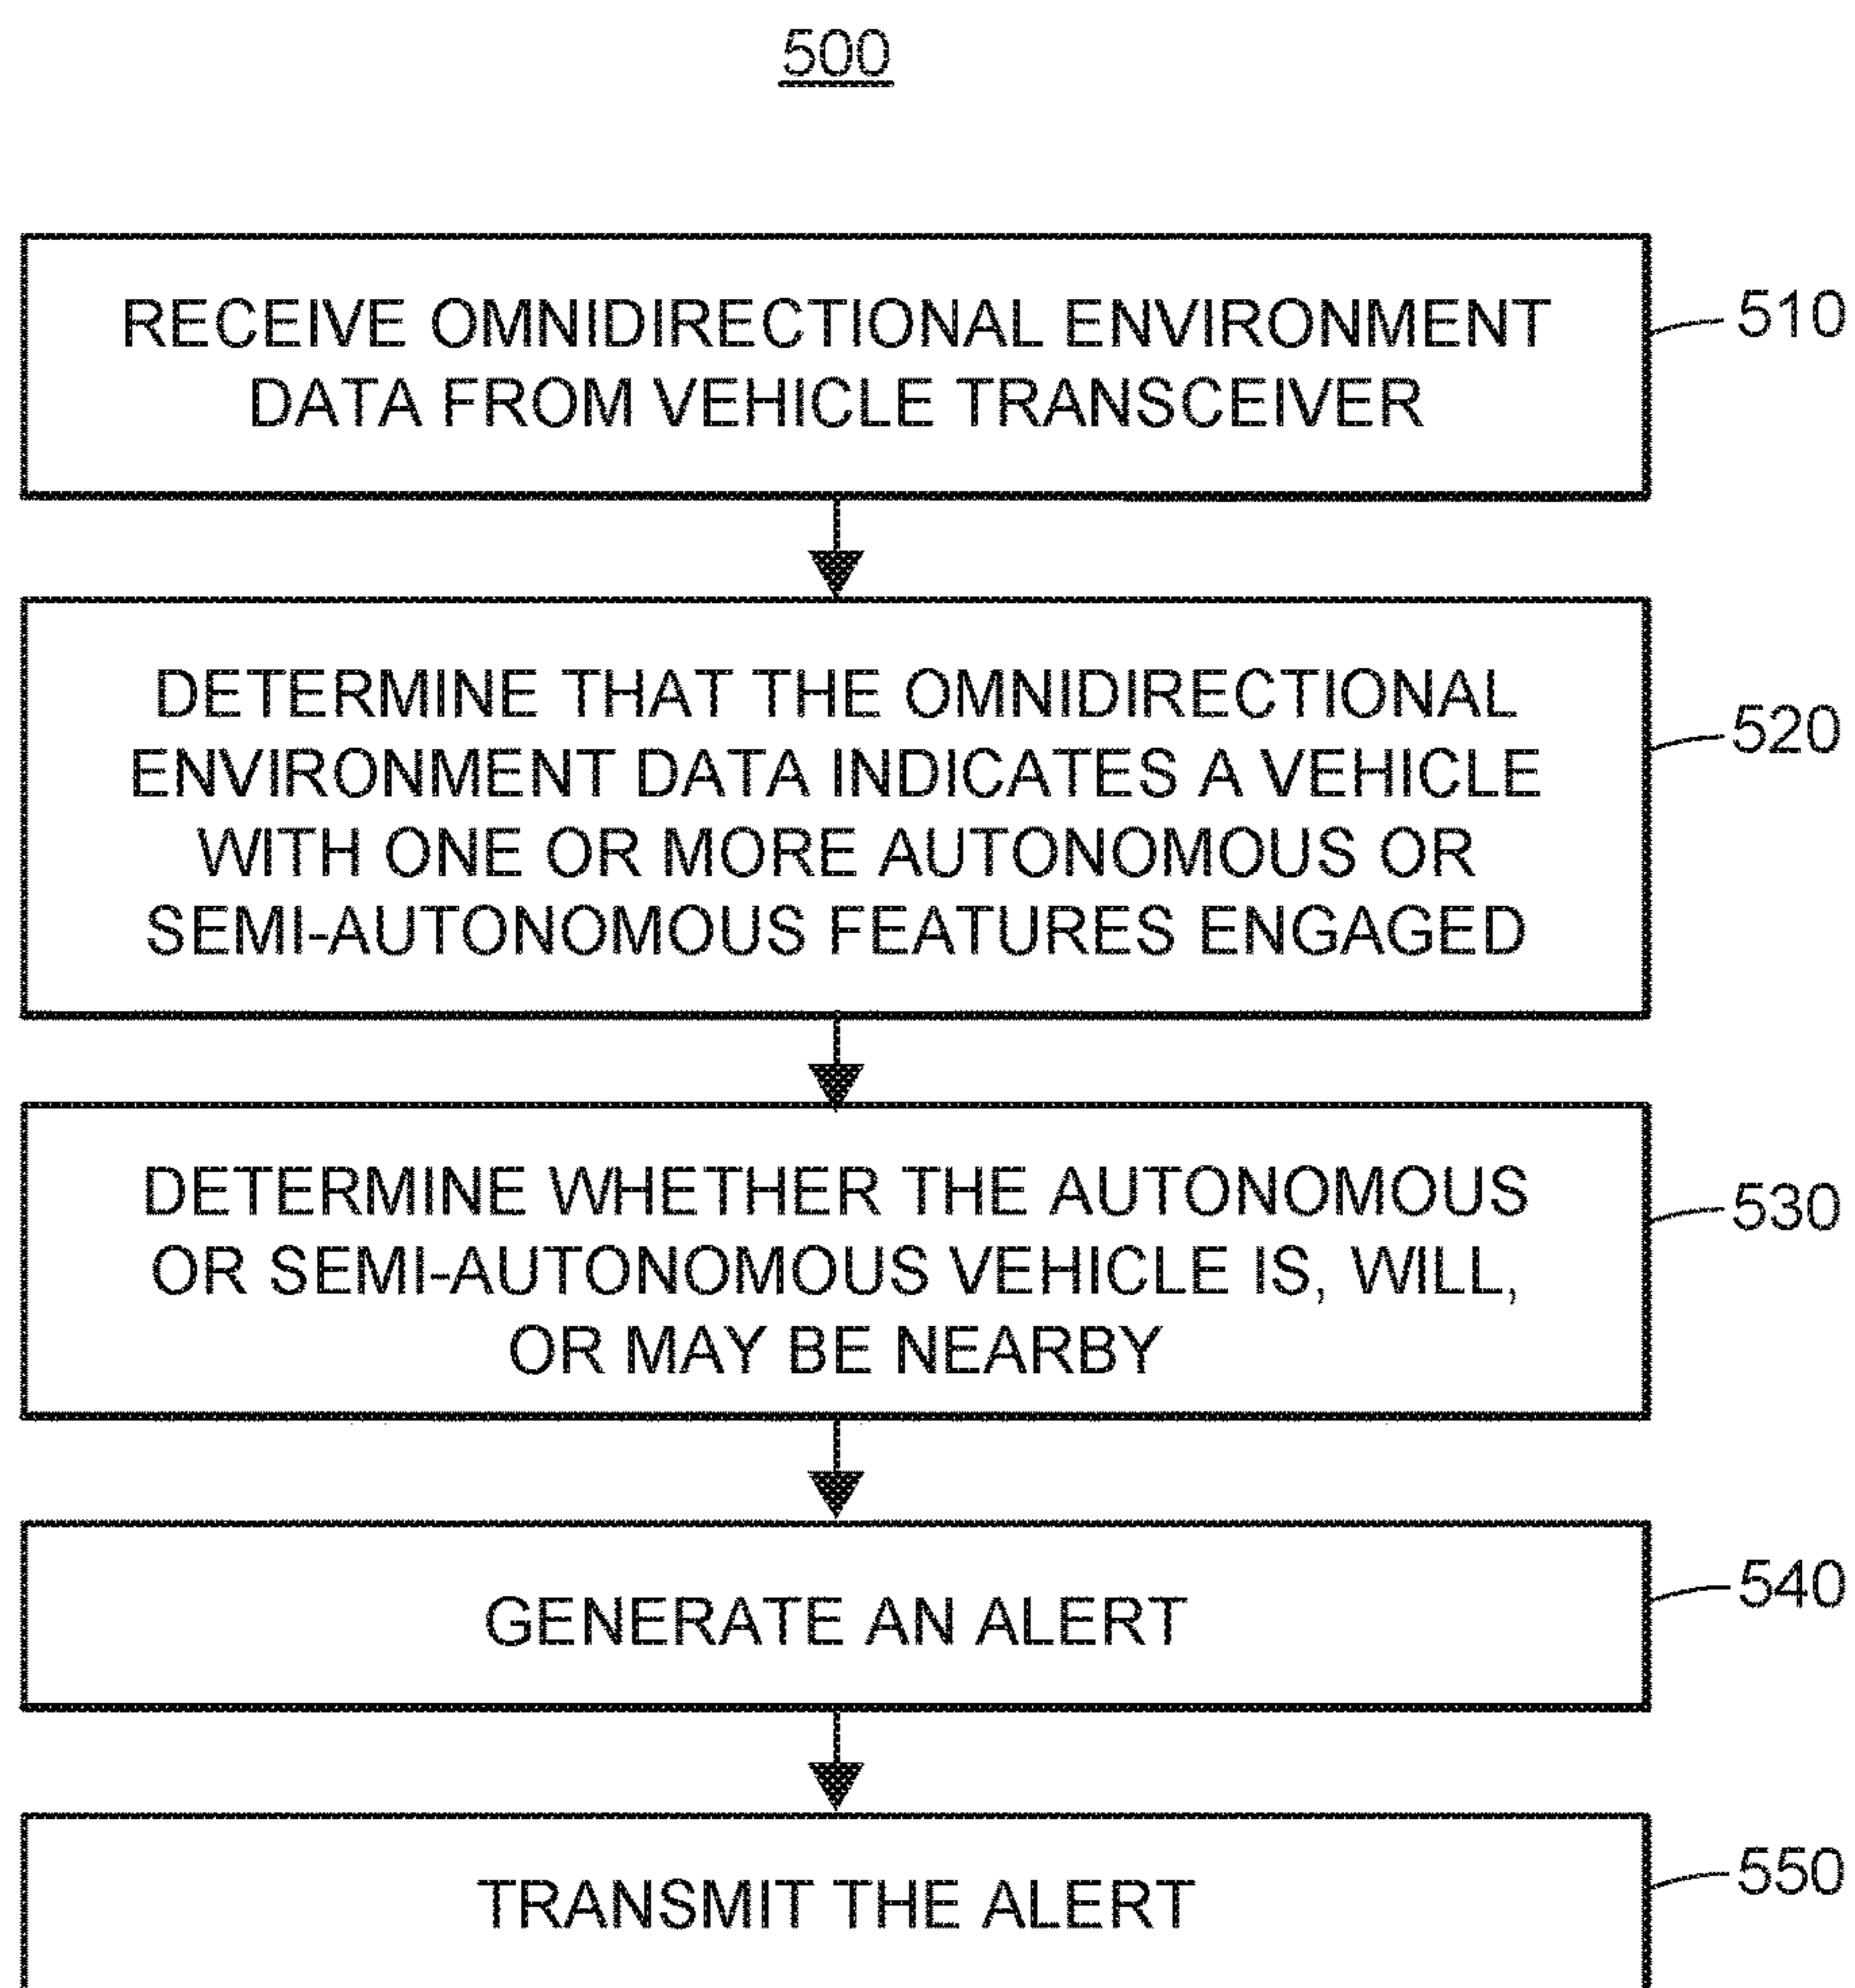 500
RECEIVE OMNIDIRECTIONAL ENVIRONMENT
DATA FROM VEHICLE TRANSCEIVER
510
DETERMINE THAT THE OMNIDIRECTIONAL
ENVIRONMENT DATA INDICATES A VEHICLE
WITH ONE OR MORE AUTONOMOUS OR
SEMI-AUTONOMOUS FEATURES ENGAGED
520
DETERMINE WHETHER THE AUTONOMOUS
OR SEMI-AUTONOMOUS VEHICLE IS, WILL,
OR MAY BE NEARBY
530
GENERATE AN ALERT
540
TRANSMIT THE ALERT
550